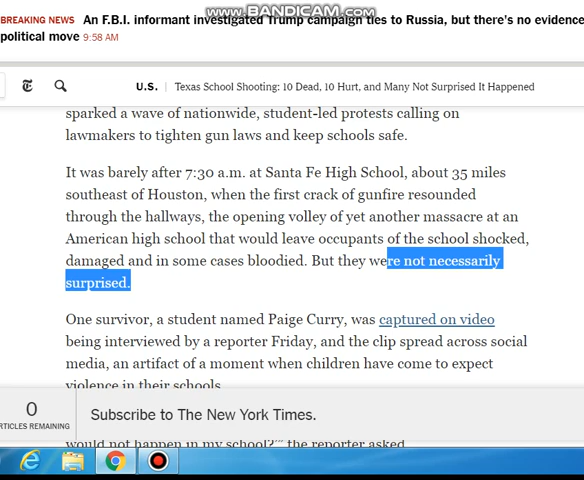 www.BANDICAM.com
BREAKING NEWS An F.B.I. informant investigated Trump campaign ties to Russia, but there's no evidence
political move 9:58 AM
U.S. Texas School Shooting: 10 Dead, 10 Hurt, and Many Not Surprised It Happened
sparked a wave of nationwide, student-led protests calling on
lawmakers to tighten gun laws and keep schools safe.
It was barely after 7:30 a.m. at Santa Fe High School, about 35 miles
southeast of Houston, when the first crack of gunfire resounded
through the hallways, the opening volley of yet another massacre at an
American high school that would leave occupants of the school shocked,
damaged and in some cases bloodied. But they were not necessarily
surprised.
One survivor, a student named Paige Curry, was captured on video
being interviewed by a reporter Friday, and the clip spread across social
media, an artifact of a moment when children have come to expect
violence in their schools.
0
ARTICLES REMAINING
Subscribe to The New York Times.
would not happen in my school?'" the reporter asked